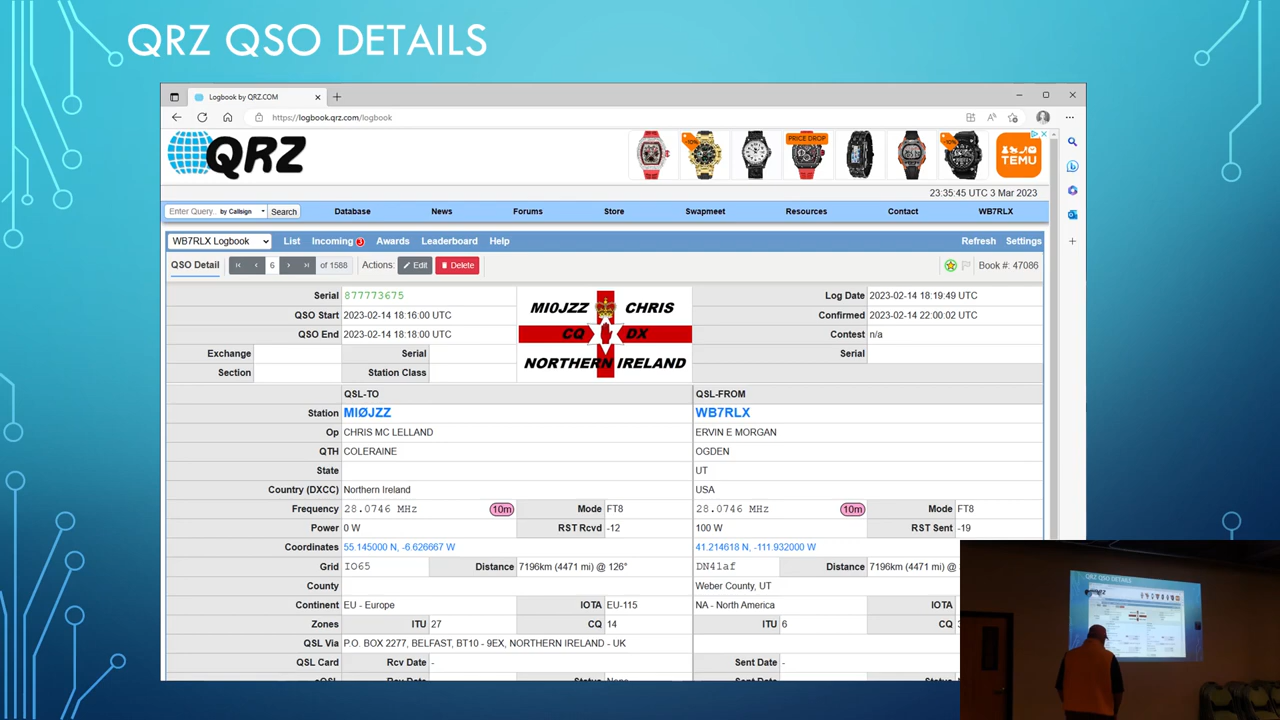 QRZ QSO DETAILS
Logbook by QRZ.COM
https://logbook.qrz.com/logbook
QRZ
-10% PRICE DROP -10% TEMU
23:35:45 UTC 3 Mar 2023
Enter Query.. by Callsign Search Database News Forums Store Swapmeet Resources Contact WB7RLX
WB7RLX Logbook List Incoming 3 Awards Leaderboard Help Refresh Settings
QSO Detail 6 of 1588 Actions: Edit Delete Book #: 47086
Serial 877773675 Log Date 2023-02-14 18:19:49 UTC
QSO Start 2023-02-14 18:16:00 UTC Confirmed 2023-02-14 22:00:02 UTC
QSO End 2023-02-14 18:18:00 UTC Contest n/a
Exchange Serial Serial
Section Station Class
MI0JZZ CHRIS
CQ DX
NORTHERN IRELAND
QSL-TO QSL-FROM
Station MIØJZZ WB7RLX
Op CHRIS MC LELLAND ERVIN E MORGAN
QTH COLERAINE OGDEN
State UT
Country (DXCC) Northern Ireland USA
Frequency 28.0746 MHz 10m Mode FT8 28.0746 MHz 10m Mode FT8
Power 0 W RST Rcvd -12 100 W RST Sent -19
Coordinates 55.145000 N, -6.626667 W 41.214618 N, -111.932000 W
Grid IO65 Distance 7196km (4471 mi) @ 126° DN41af Distance 7196km (4471 mi) @
County Weber County, UT
Continent EU - Europe IOTA EU-115 NA - North America IOTA
Zones ITU 27 CQ 14 ITU 6 CQ
QSL Via P.O. BOX 2277, BELFAST, BT10 - 9EX, NORTHERN IRELAND - UK
QSL Card Rcv Date - Sent Date -
QRZ QSO DETAILS